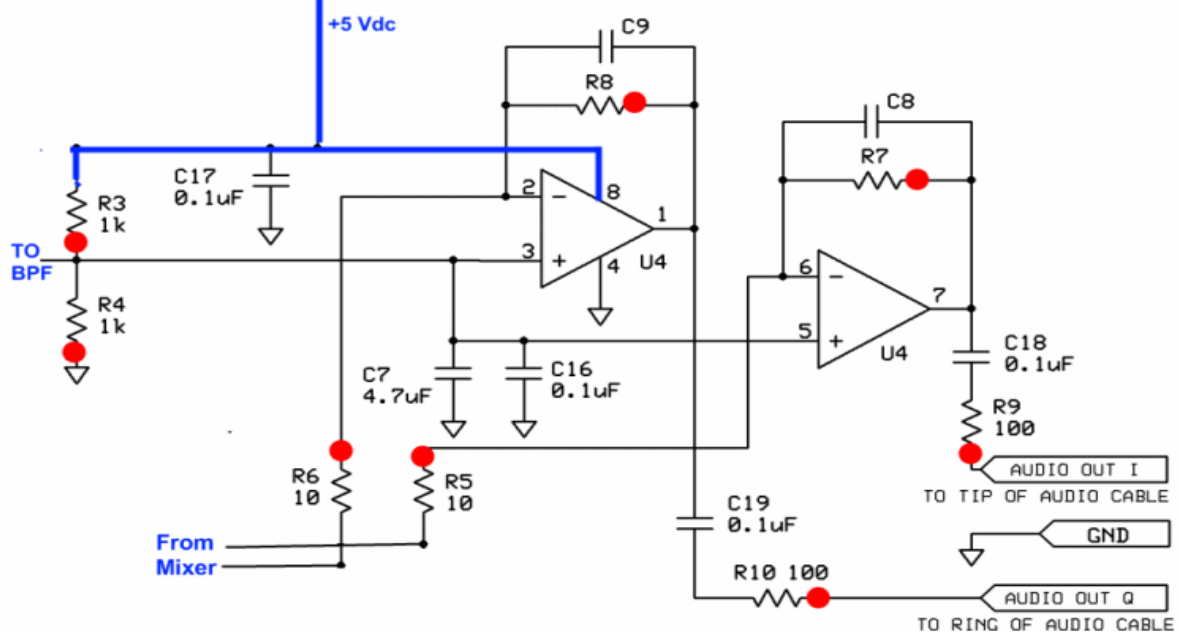 +5 Vdc
C9
R8
C8
R7
C17
0.1uF
R3
1k
2
8
3
4
1
U4
TO
BPF
R4
1k
6
7
5
U4
C7
4.7uF
C16
0.1uF
C18
0.1uF
R9
100
R6
10
R5
10
AUDIO OUT I
TO TIP OF AUDIO CABLE
C19
0.1uF
GND
From
Mixer
R10 100
AUDIO OUT Q
TO RING OF AUDIO CABLE